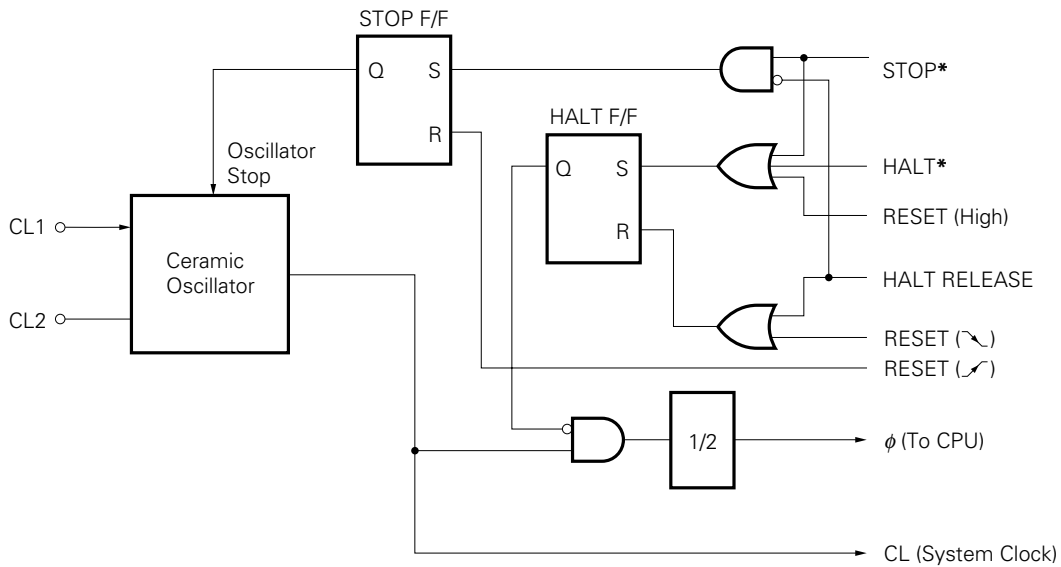 STOP F/F
Q S
R
STOP*
HALT F/F
Q S
R
HALT*
RESET (High)
Oscillator
Stop
CL1
Ceramic
Oscillator
CL2
HALT RELEASE
RESET ( )
RESET ( )
1/2
ϕ (To CPU)
CL (System Clock)